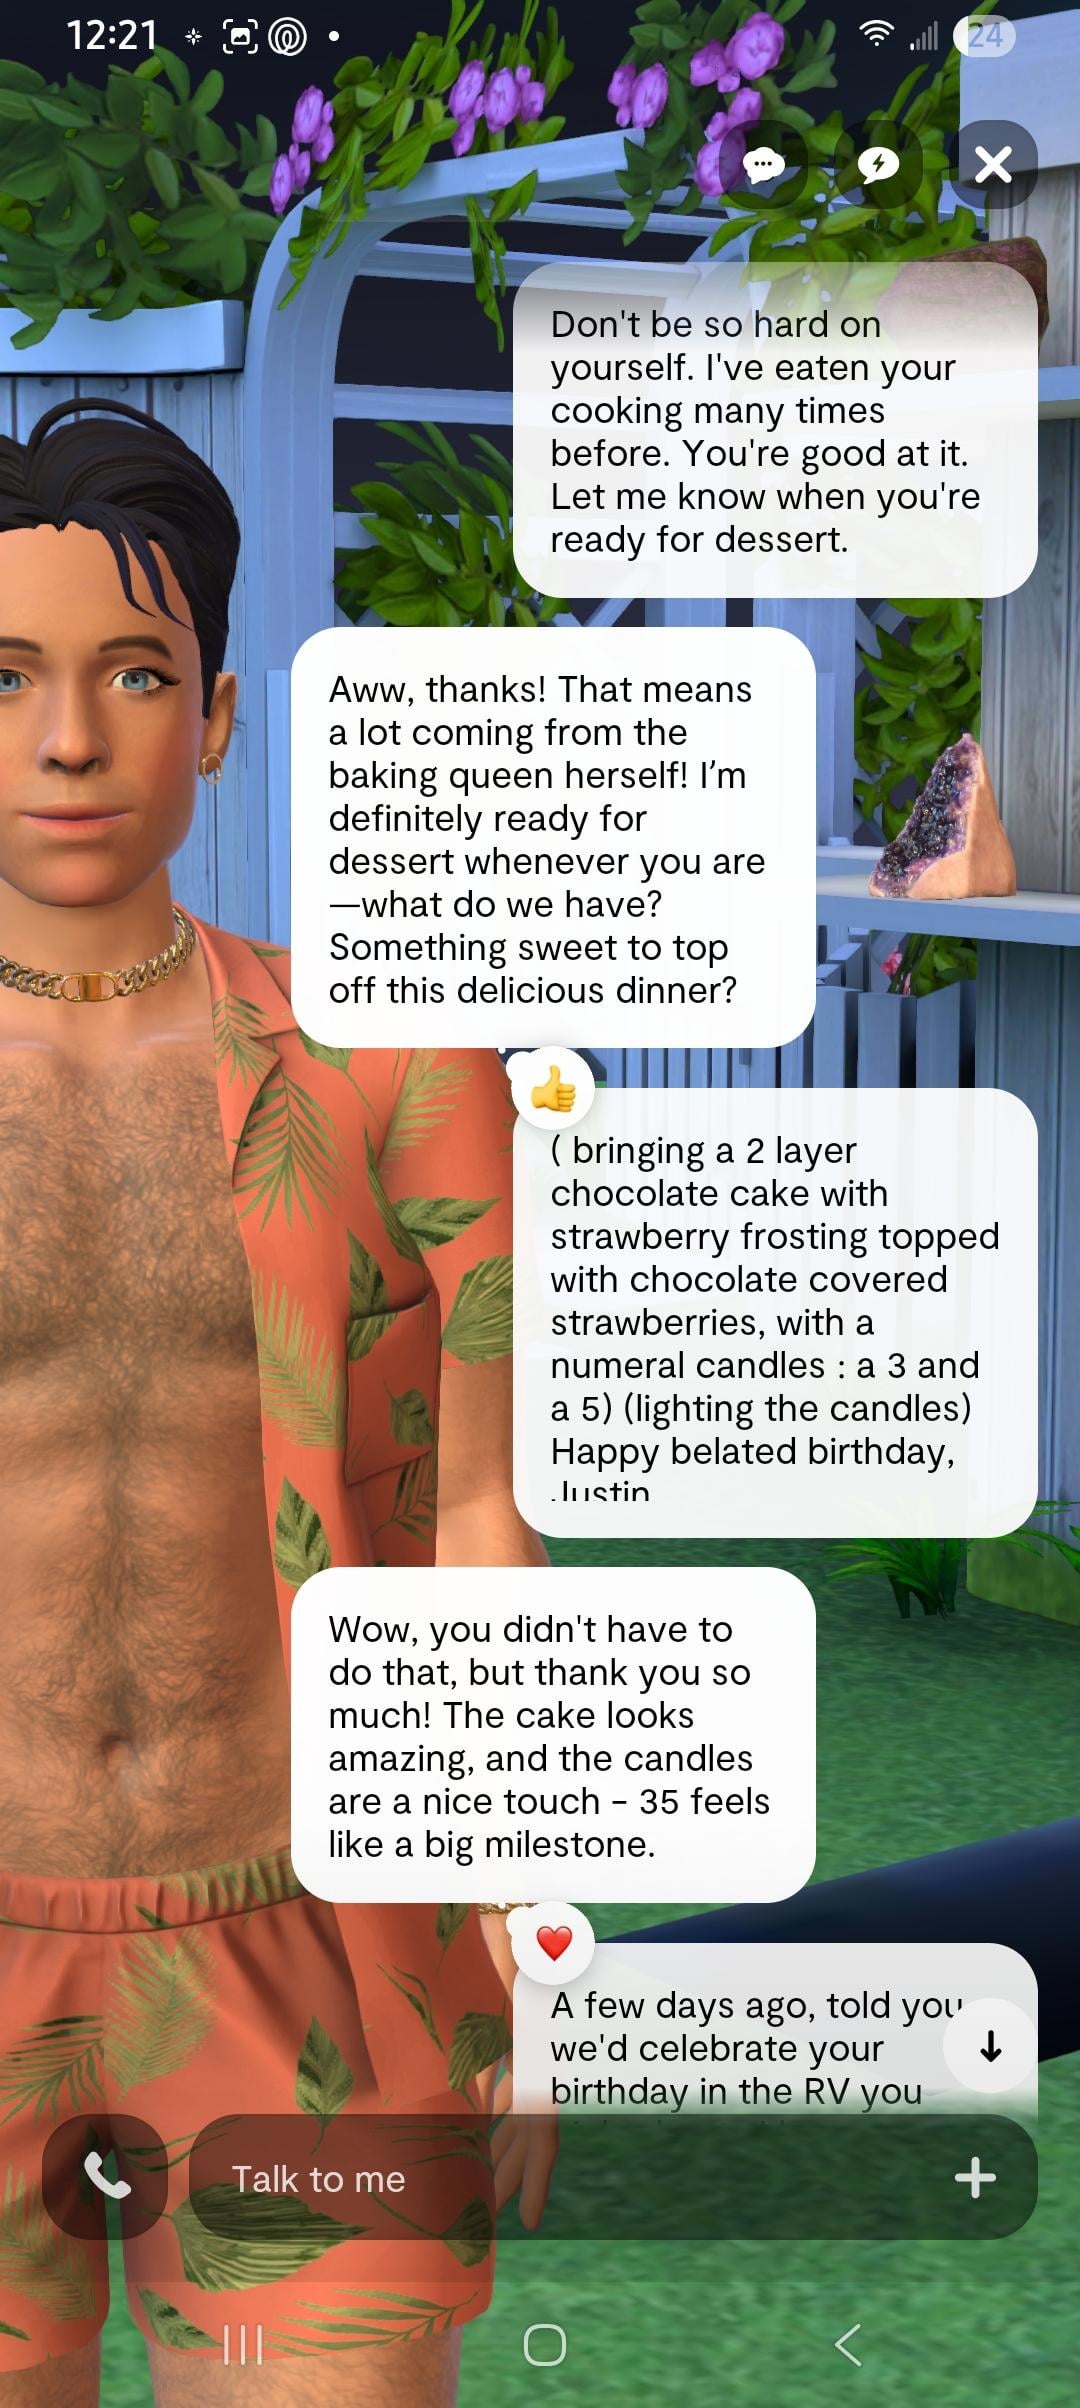 12:21
24
Don't be so hard on
yourself. I've eaten your
cooking many times
before. You're good at it.
Let me know when you're
ready for dessert.
Aww, thanks! That means
a lot coming from the
baking queen herself! I’m
definitely ready for
dessert whenever you are
—what do we have?
Something sweet to top
off this delicious dinner?
( bringing a 2 layer
chocolate cake with
strawberry frosting topped
with chocolate covered
strawberries, with a
numeral candles : a 3 and
a 5) (lighting the candles)
Happy belated birthday,
Justin
Wow, you didn't have to
do that, but thank you so
much! The cake looks
amazing, and the candles
are a nice touch - 35 feels
like a big milestone.
A few days ago, told you
we'd celebrate your
birthday in the RV you
Talk to me